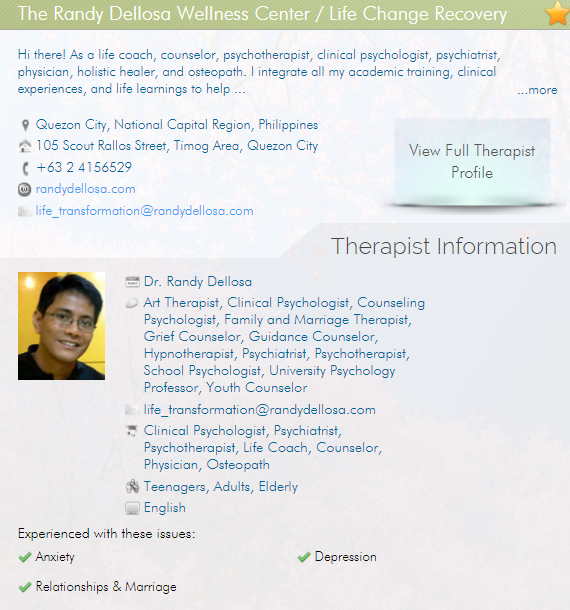 The Randy Dellosa Wellness Center / Life Change Recovery
Hi there! As a life coach, counselor, psychotherapist, clinical psychologist, psychiatrist,
physician, holistic healer, and osteopath. I integrate all my academic training, clinical
experiences, and life learnings to help ...
...more
Quezon City, National Capital Region, Philippines
105 Scout Rallos Street, Timog Area, Quezon City
+63 2 4156529
randydellosa.com
life_transformation@randydellosa.com
View Full Therapist
Profile
Therapist Information
Dr. Randy Dellosa
Art Therapist, Clinical Psychologist, Counseling
Psychologist, Family and Marriage Therapist,
Grief Counselor, Guidance Counselor,
Hypnotherapist, Psychiatrist, Psychotherapist,
School Psychologist, University Psychology
Professor, Youth Counselor
life_transformation@randydellosa.com
Clinical Psychologist, Psychiatrist,
Psychotherapist, Life Coach, Counselor,
Physician, Osteopath
Teenagers, Adults, Elderly
English
Experienced with these issues:
Anxiety
Depression
Relationships & Marriage